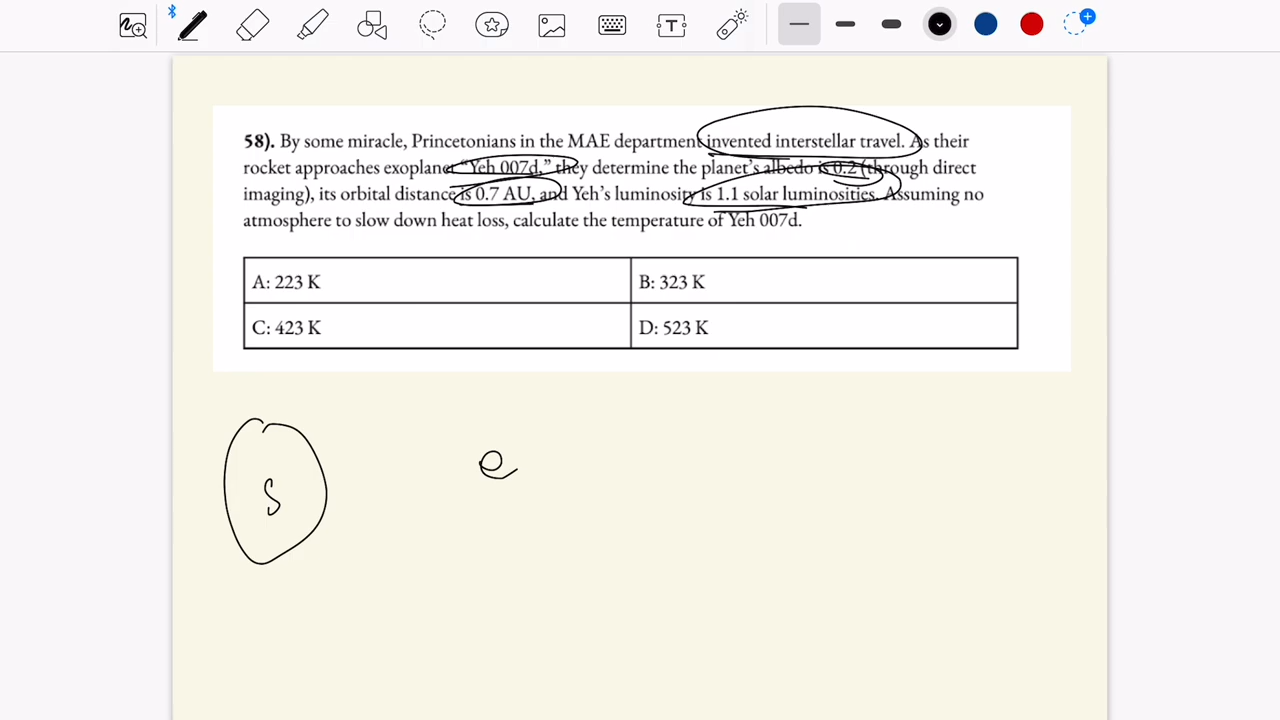 58). By some miracle, Princetonians in the MAE department invented interstellar travel. As their
rocket approaches exoplanet “Yeh 007d,” they determine the planet’s albedo is 0.2 (through direct
imaging), its orbital distance is 0.7 AU, and Yeh’s luminosity is 1.1 solar luminosities. Assuming no
atmosphere to slow down heat loss, calculate the temperature of Yeh 007d.
A: 223 K
B: 323 K
C: 423 K
D: 523 K
S
e